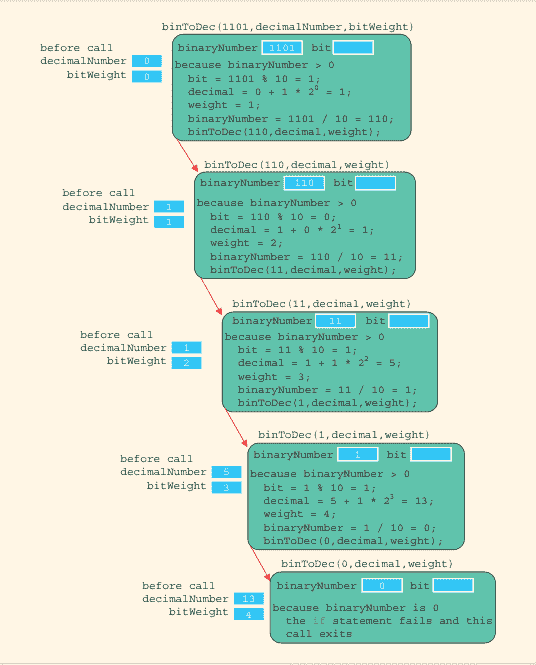 binToDec(1101,decimalNumber,bitWeight)
before call
decimalNumber 0
bitWeight 0
binaryNumber 1101 bit
because binaryNumber > 0
bit = 1101 % 10 = 1;
decimal = 0 + 1 * 2^0 = 1;
weight = 1;
binaryNumber = 1101 / 10 = 110;
binToDec(110,decimal,weight);
binToDec(110,decimal,weight)
before call
decimalNumber 1
bitWeight 1
binaryNumber 110 bit
because binaryNumber > 0
bit = 110 % 10 = 0;
decimal = 1 + 0 * 2^1 = 1;
weight = 2;
binaryNumber = 110 / 10 = 11;
binToDec(11,decimal,weight);
binToDec(11,decimal,weight)
before call
decimalNumber 1
bitWeight 2
binaryNumber 11 bit
because binaryNumber > 0
bit = 11 % 10 = 1;
decimal = 1 + 1 * 2^2 = 5;
weight = 3;
binaryNumber = 11 / 10 = 1;
binToDec(1,decimal,weight);
binToDec(1,decimal,weight)
before call
decimalNumber 5
bitWeight 3
binaryNumber 1 bit
because binaryNumber > 0
bit = 1 % 10 = 1;
decimal = 5 + 1 * 2^3 = 13;
weight = 4;
binaryNumber = 1 / 10 = 0;
binToDec(0,decimal,weight);
binToDec(0,decimal,weight)
before call
decimalNumber 13
bitWeight 4
binaryNumber 0 bit
because binaryNumber is 0
the if statement fails and this
call exits